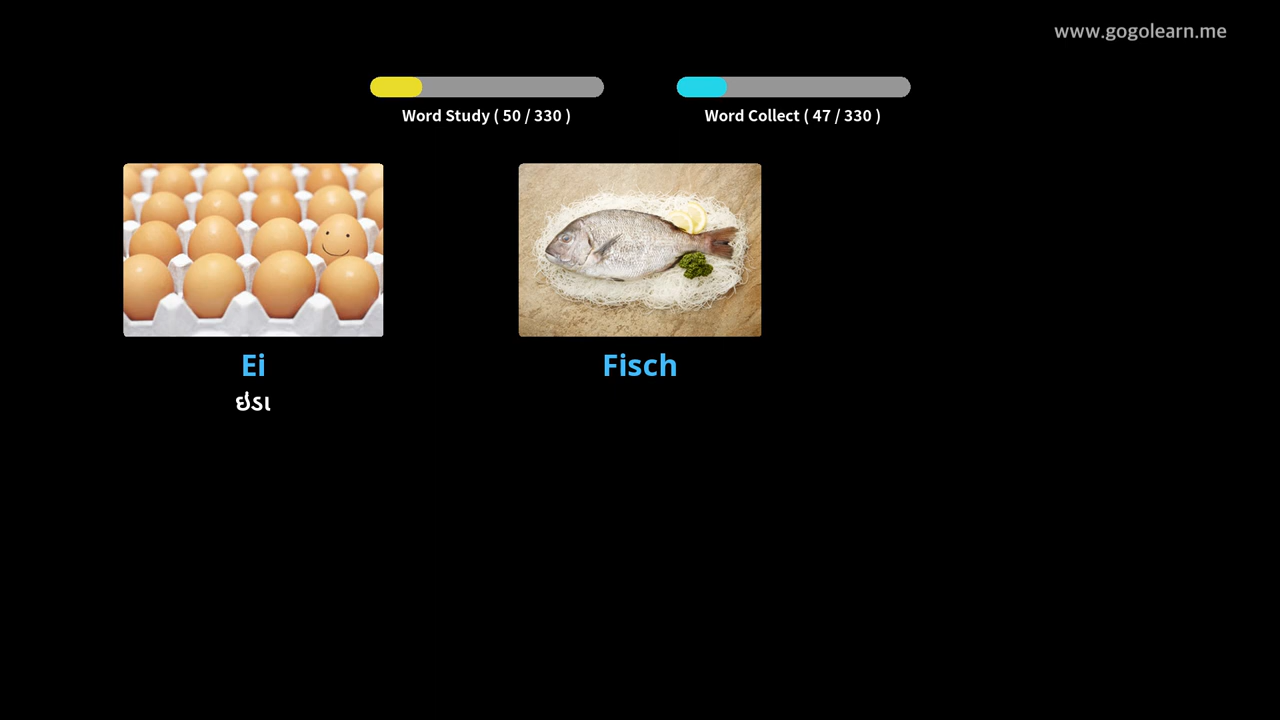 www.gogolearn.me
Word Study ( 50 / 330 )
Word Collect ( 47 / 330 )
Ei
Fisch
ઇંડા